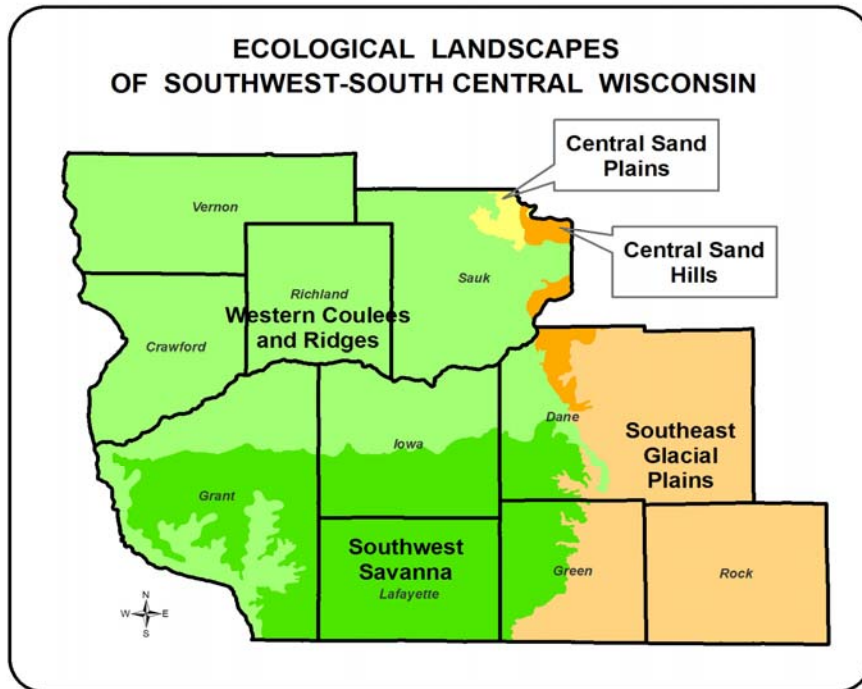 ECOLOGICAL LANDSCAPES
OF SOUTHWEST-SOUTH CENTRAL WISCONSIN
Central Sand
Plains
Vernon
Central Sand
Hills
Sauk
Richland
Western Coulees
and Ridges
Crawford
Dane
Southeast
Glacial
Plains
Iowa
Grant
Southwest
Savanna
Lafayette
Green
Rock
N
W E
S